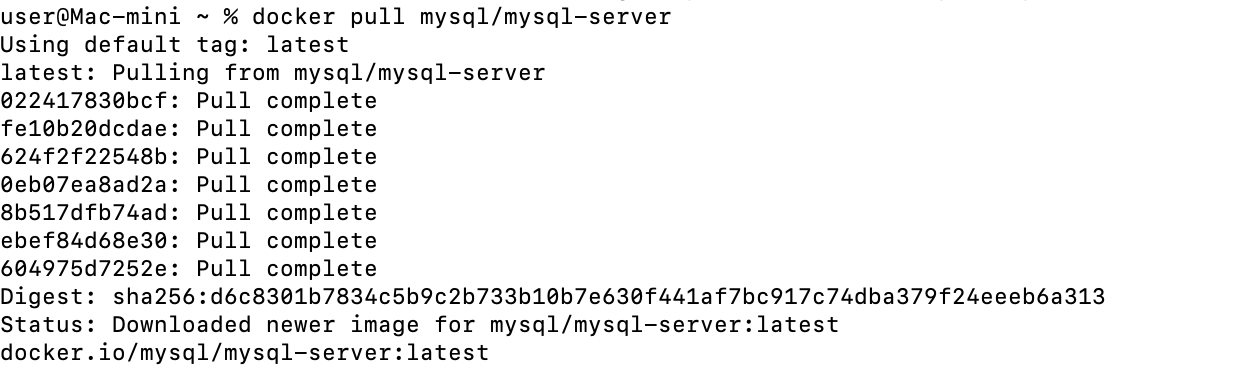 user@Mac-mini ~ % docker pull mysql/mysql-server
Using default tag: latest
latest: Pulling from mysql/mysql-server
022417830bcf: Pull complete
fe10b20dcdae: Pull complete
624f2f22548b: Pull complete
0eb07ea8ad2a: Pull complete
8b517dfb74ad: Pull complete
ebef84d68e30: Pull complete
604975d7252e: Pull complete
Digest: sha256:d6c8301b7834c5b9c2b733b10b7e630f441af7bc917c74dba379f24eeeb6a313
Status: Downloaded newer image for mysql/mysql-server:latest
docker.io/mysql/mysql-server:latest